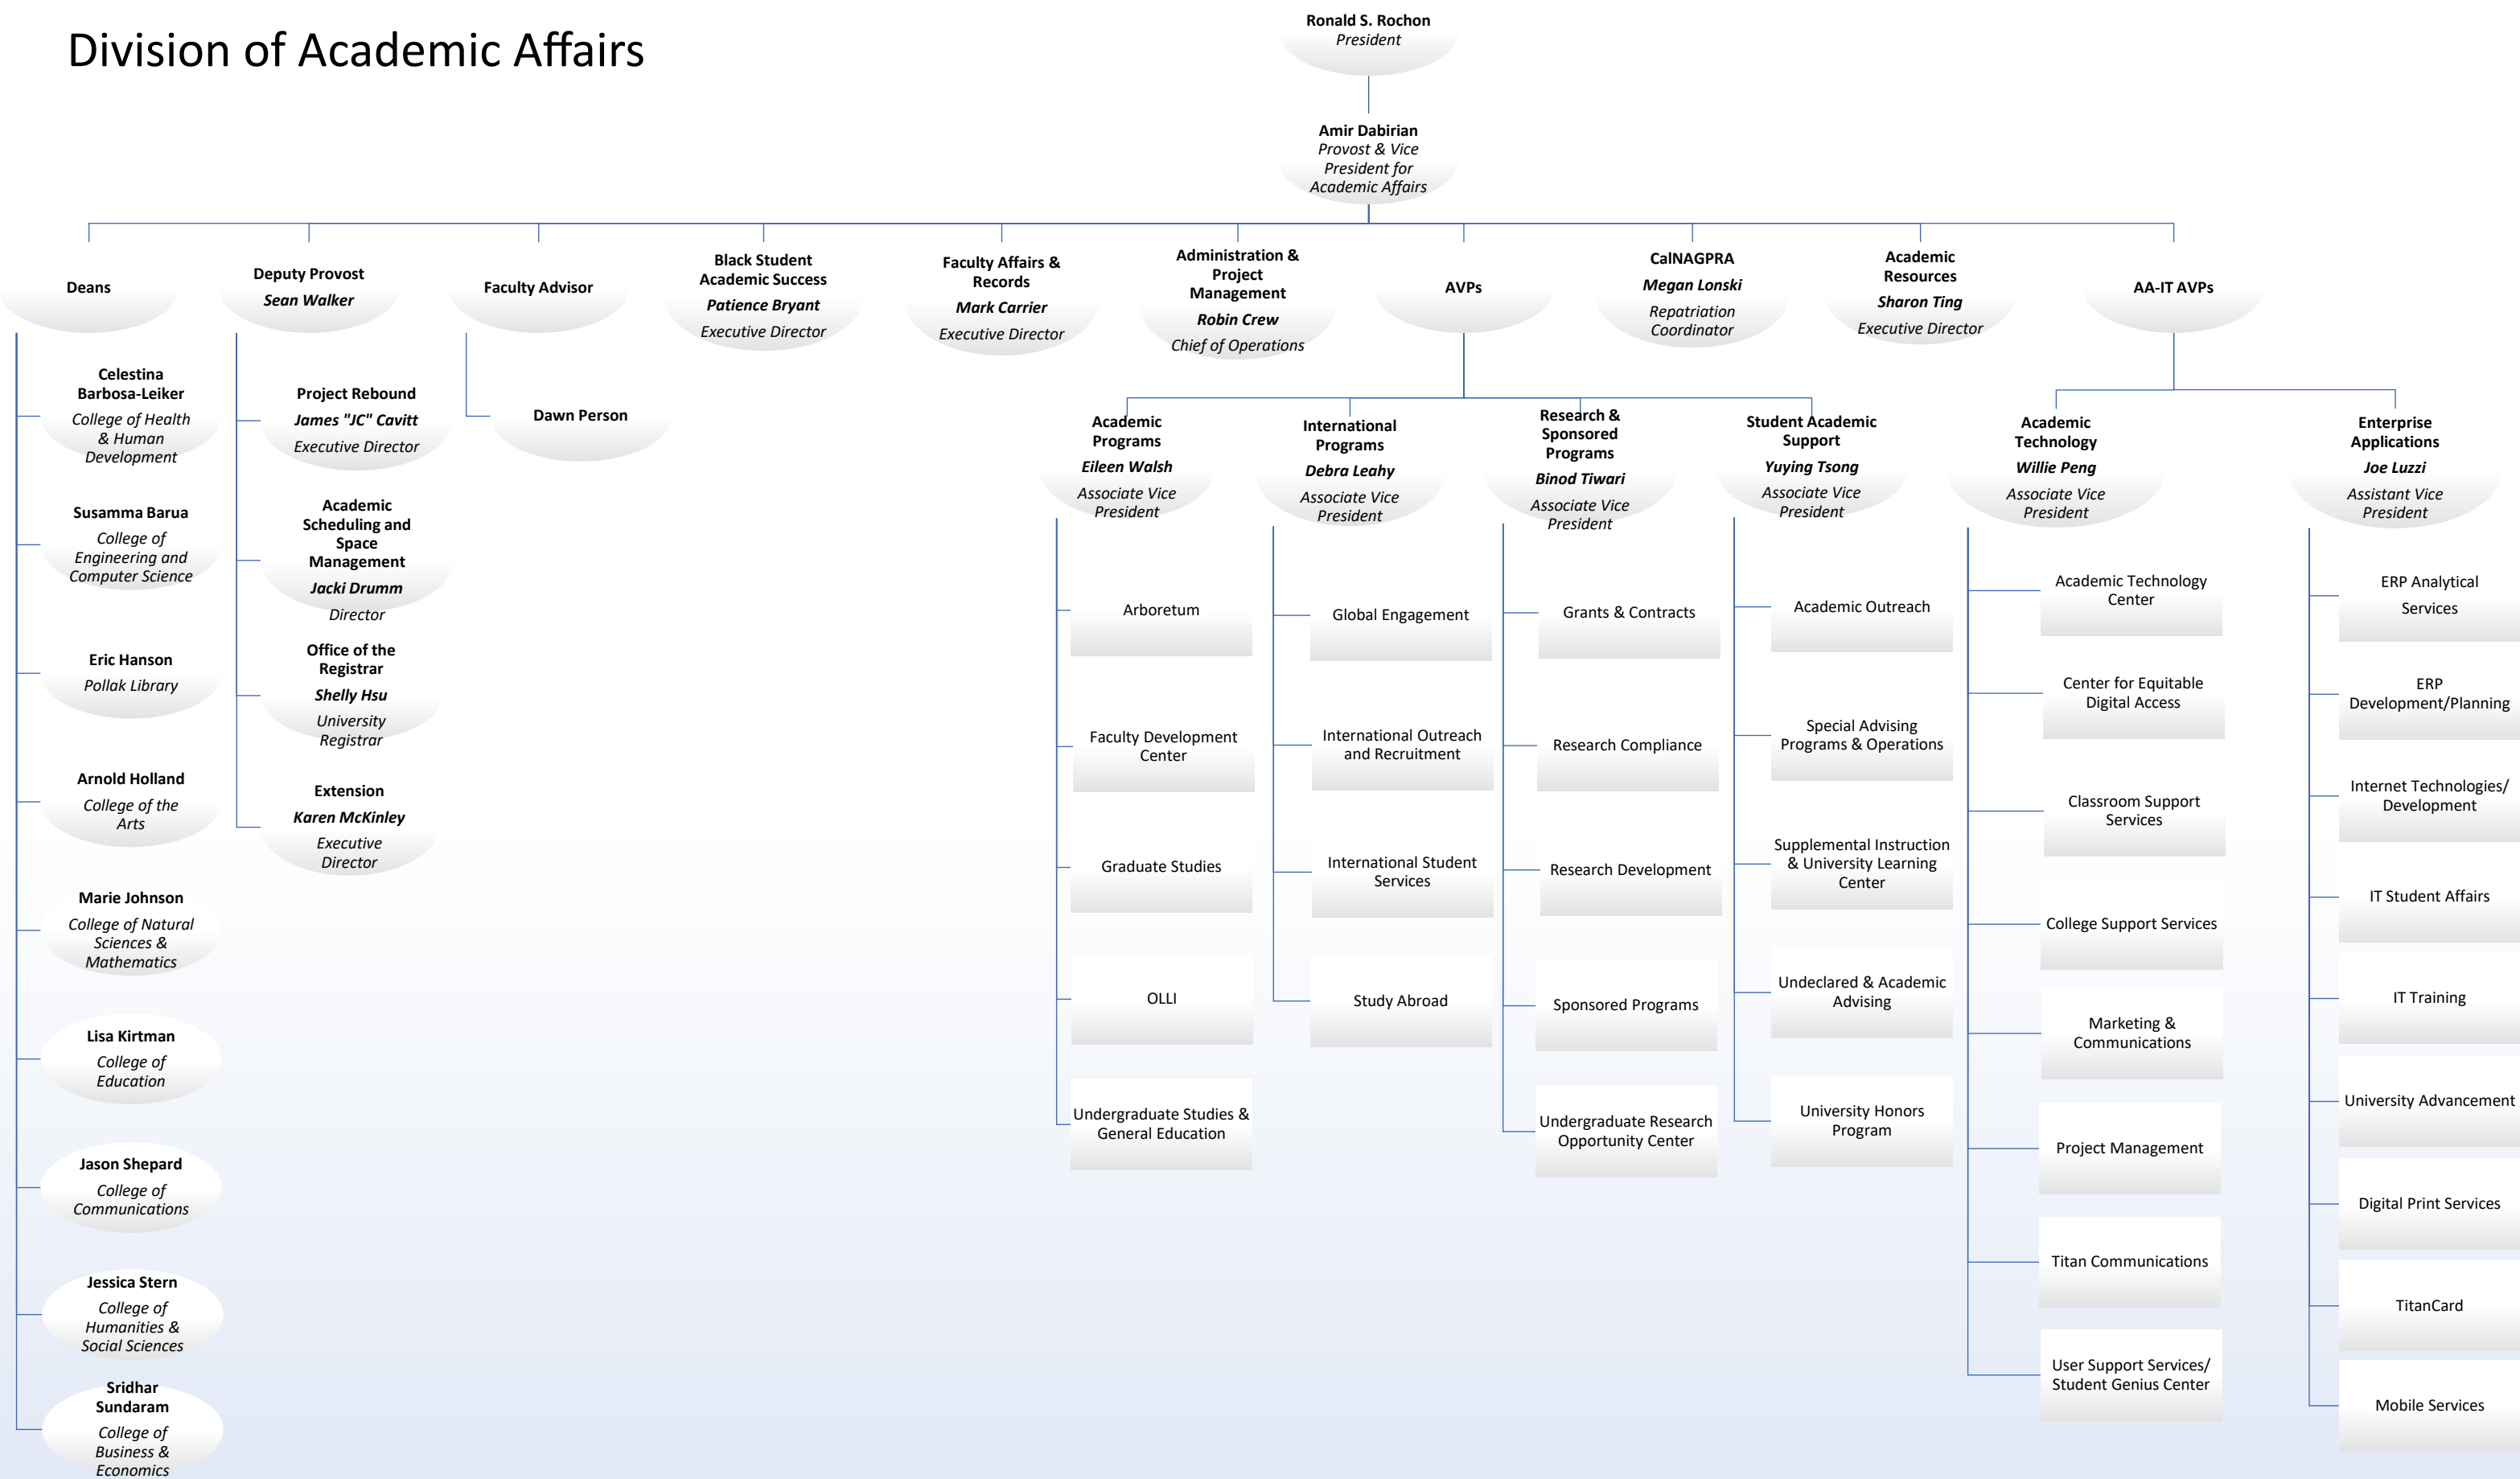 Division of Academic Affairs
Ronald S. Rochon
President
Amir Dabirian
Provost & Vice
President for
Academic Affairs
Deans
Deputy Provost
Sean Walker
Faculty Advisor
Black Student
Academic Success
Patience Bryant
Executive Director
Faculty Affairs &
Records
Mark Carrier
Executive Director
Administration &
Project
Management
Robin Crew
Chief of Operations
AVPs
CalNAGPRA
Megan Lonski
Repatriation
Coordinator
Academic
Resources
Sharon Ting
Executive Director
AA-IT AVPs
Celestina
Barbosa-Leiker
College of Health
& Human
Development
Susamma Barua
College of
Engineering and
Computer Science
Eric Hanson
Pollak Library
Arnold Holland
College of the
Arts
Marie Johnson
College of Natural
Sciences &
Mathematics
Lisa Kirtman
College of
Education
Jason Shepard
College of
Communications
Jessica Stern
College of
Humanities &
Social Sciences
Sridhar
Sundaram
College of
Business &
Economics
Project Rebound
James "JC" Cavitt
Executive Director
Academic
Scheduling and
Space
Management
Jacki Drumm
Director
Office of the
Registrar
Shelly Hsu
University
Registrar
Extension
Karen McKinley
Executive
Director
Dawn Person
Academic
Programs
Eileen Walsh
Associate Vice
President
Arboretum
Faculty Development
Center
Graduate Studies
OLLI
Undergraduate Studies &
General Education
International
Programs
Debra Leahy
Associate Vice
President
Global Engagement
International Outreach
and Recruitment
International Student
Services
Study Abroad
Research &
Sponsored
Programs
Binod Tiwari
Associate Vice
President
Grants & Contracts
Research Compliance
Research Development
Sponsored Programs
Undergraduate Research
Opportunity Center
Student Academic
Support
Yuying Tsong
Associate Vice
President
Academic Outreach
Special Advising
Programs & Operations
Supplemental Instruction
& University Learning
Center
Undeclared & Academic
Advising
University Honors
Program
Academic
Technology
Willie Peng
Associate Vice
President
Academic Technology
Center
Center for Equitable
Digital Access
Classroom Support
Services
College Support Services
Marketing &
Communications
Project Management
Titan Communications
User Support Services/
Student Genius Center
Enterprise
Applications
Joe Luzzi
Assistant Vice
President
ERP Analytical
Services
ERP
Development/Planning
Internet Technologies/
Development
IT Student Affairs
IT Training
University Advancement
Digital Print Services
TitanCard
Mobile Services